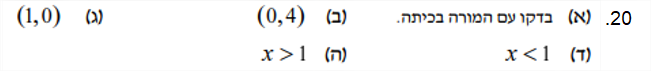 20. (א) בדקו עם המורה בכיתה. (ב) (0,4) (ג) (1,0)
(ד) x < 1 (ה) x > 1